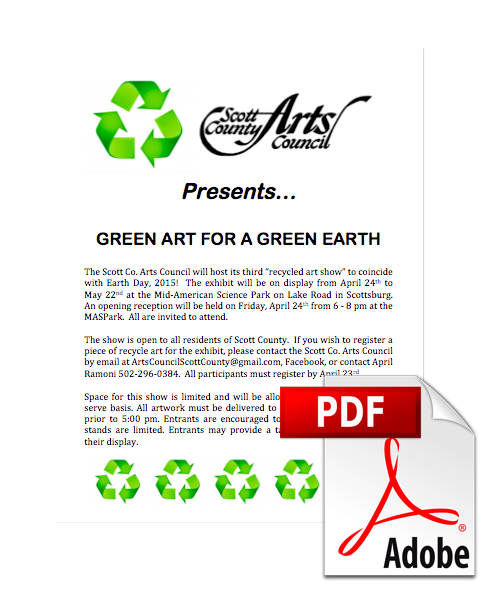 Scott
County Arts
Council
Presents...
GREEN ART FOR A GREEN EARTH
The Scott Co. Arts Council will host its third "recycled art show" to coincide
with Earth Day, 2015! The exhibit will be on display from April 24th to
May 22nd at the Mid-American Science Park on Lake Road in Scottsburg.
An opening reception will be held on Friday, April 24th from 6 - 8 pm at the
MASPark. All are invited to attend.
The show is open to all residents of Scott County. If you wish to register a
piece of recycle art for the exhibit, please contact the Scott Co. Arts Council
by email at ArtsCouncilScottCounty@gmail.com, Facebook, or contact April
Ramoni 502-296-0384. All participants must register by April 23rd
Space for this show is limited and will be
serve basis. All artwork must be delivered to
prior to 5:00 pm. Entrants are encouraged to
stands are limited. Entrants may provide a
their display.
PDF
Adobe
®